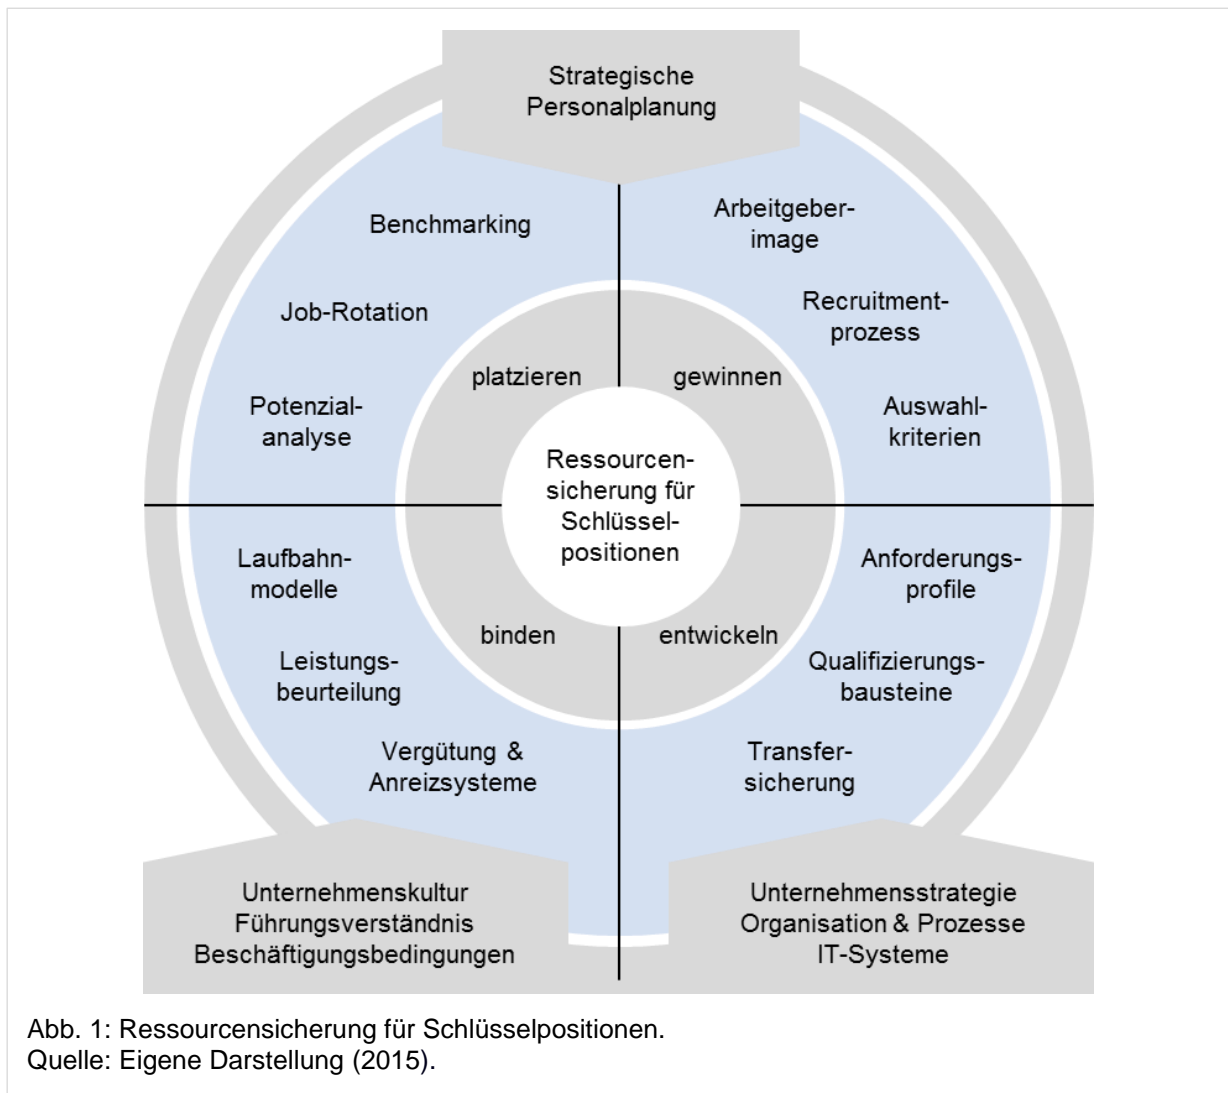 Strategische
Personalplanung
Benchmarking
Job-Rotation
Potenzial-
analyse
Arbeitgeber-
image
Recruitment-
prozess
Auswahl-
kriterien
platzieren
gewinnen
Ressourcen-
sicherung für
Schlüssel-
positionen
binden
entwickeln
Laufbahn-
modelle
Leistungs-
beurteilung
Vergütung &
Anreizsysteme
Anforderungs-
profile
Qualifizierungs-
bausteine
Transfer-
sicherung
Unternehmenskultur
Führungsverständnis
Beschäftigungsbedingungen
Unternehmensstrategie
Organisation & Prozesse
IT-Systeme
Abb. 1: Ressourcensicherung für Schlüsselpositionen.
Quelle: Eigene Darstellung (2015).